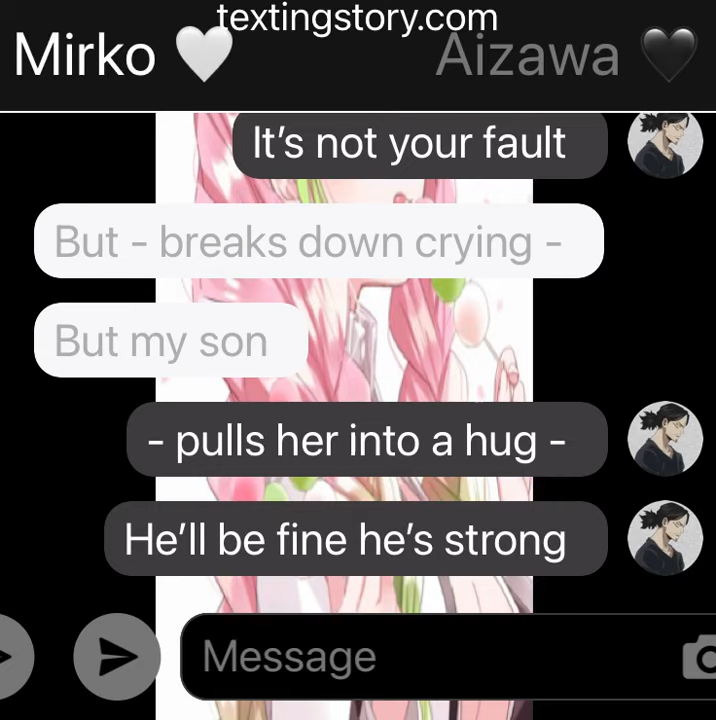 textingstory.com
Mirko 🤍 Aizawa 🖤
It’s not your fault
But - breaks down crying -
But my son
- pulls her into a hug -
He’ll be fine he’s strong
Message